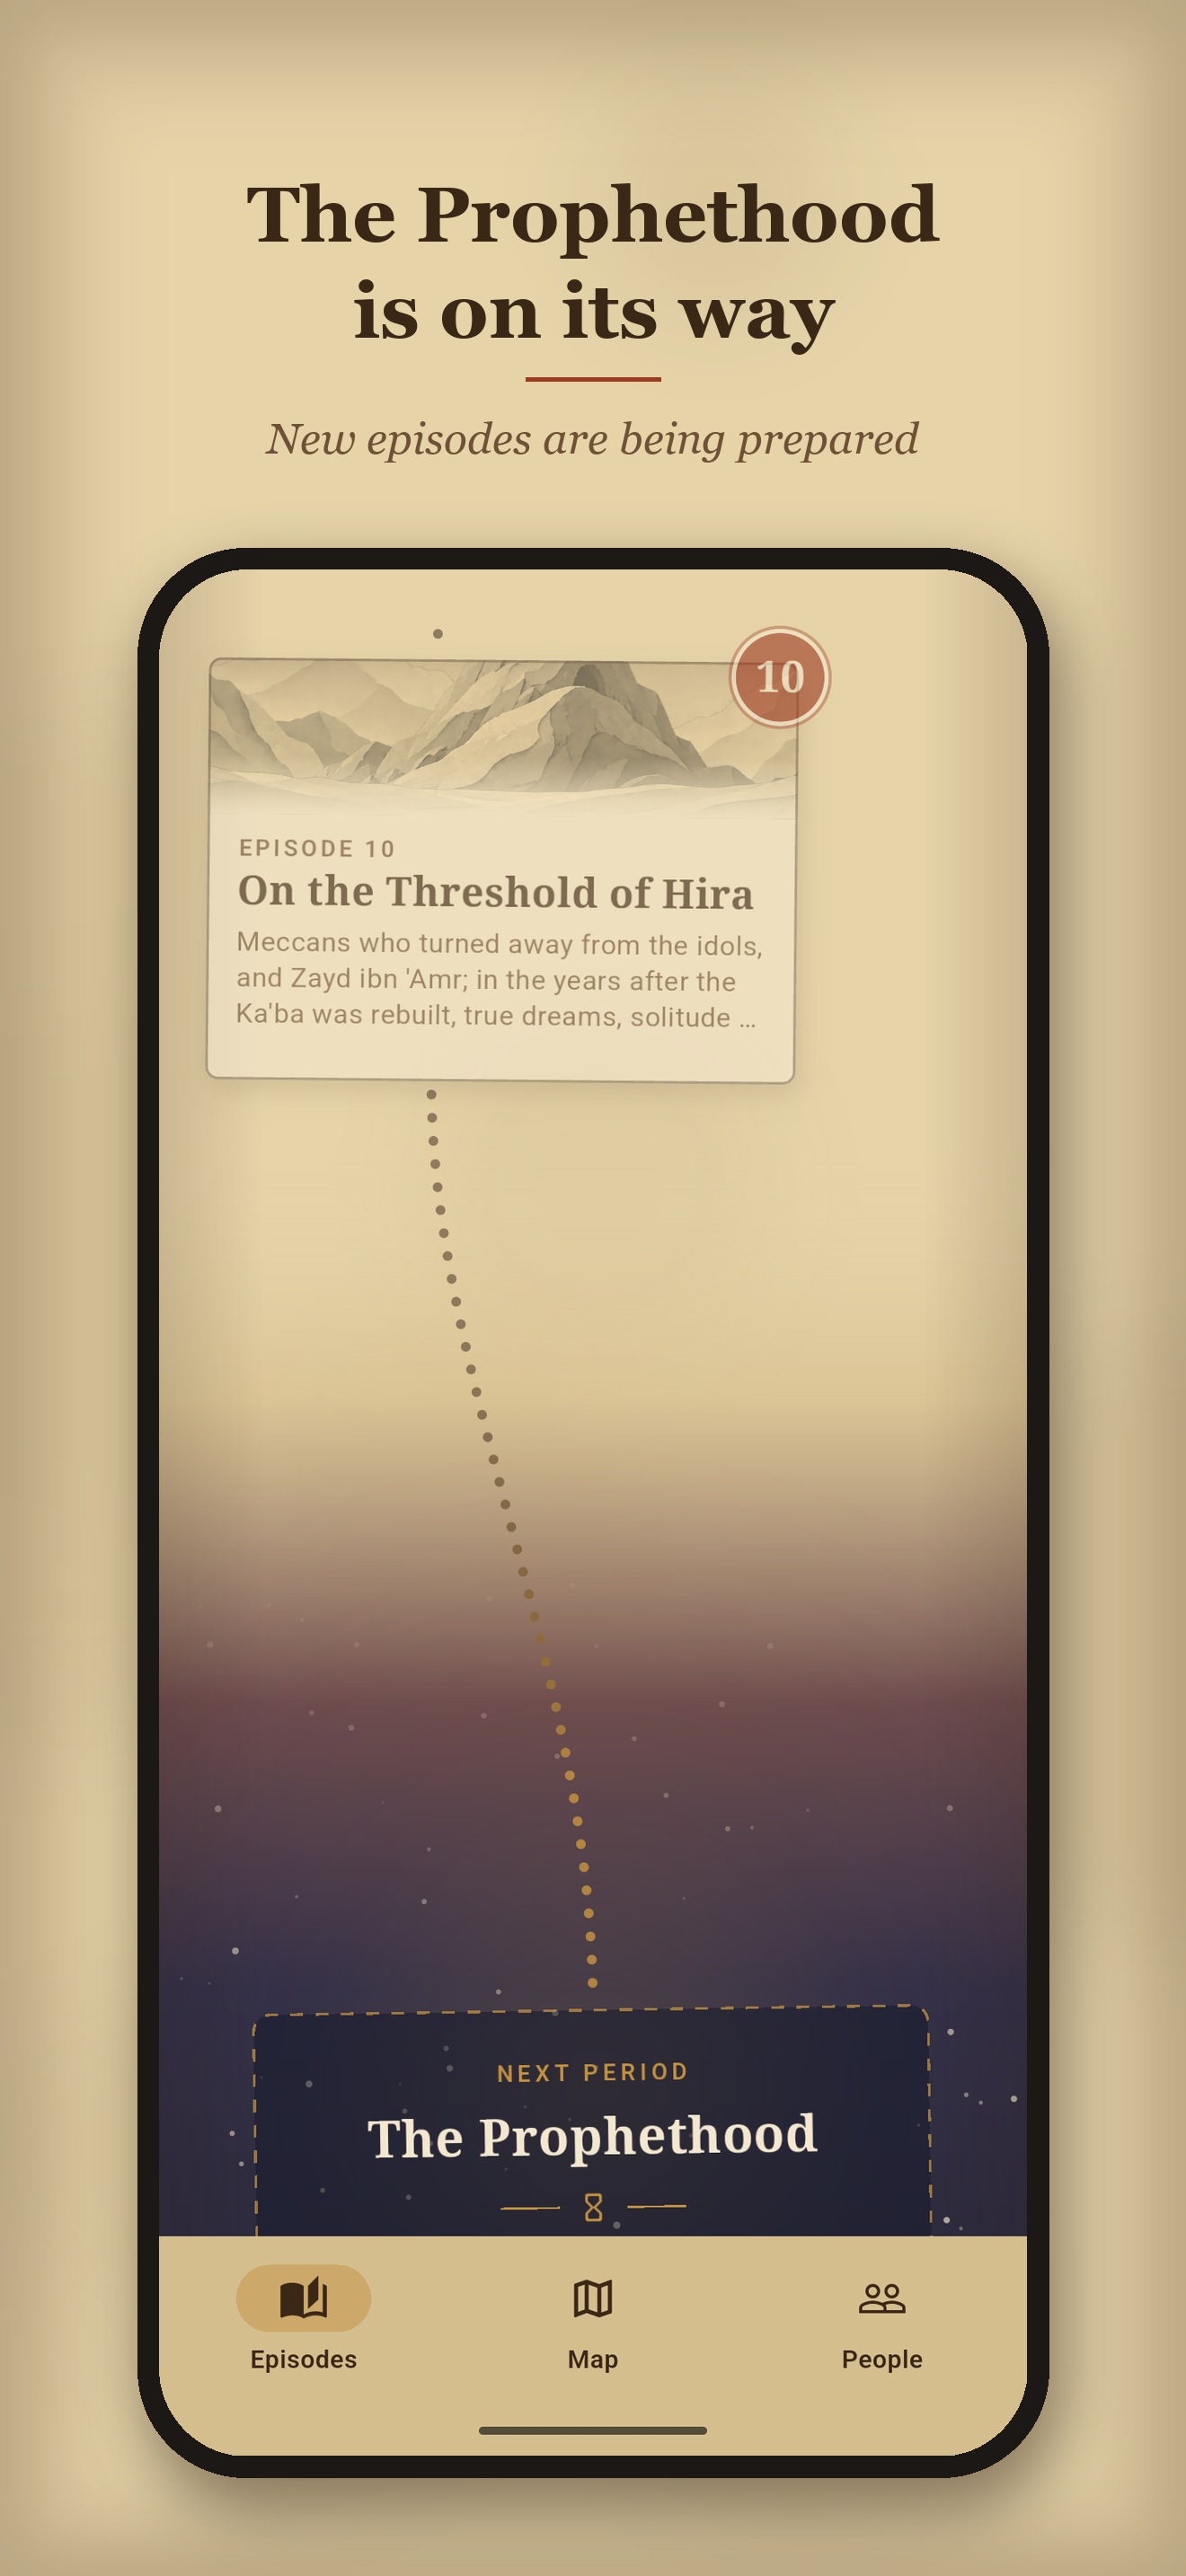 The Prophethood
is on its way
New episodes are being prepared
10
EPISODE 10
On the Threshold of Hira
Meccans who turned away from the idols,
and Zayd ibn 'Amr; in the years after the
Ka'ba was rebuilt, true dreams, solitude ...
NEXT PERIOD
The Prophethood
Episodes
Map
People